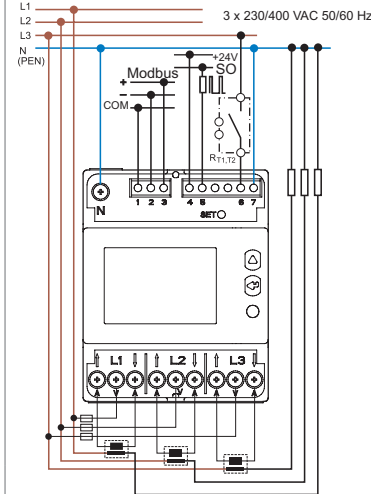 L1
L2
3 x 230/400 VAC 50/60 Hz
L3
N
(PEN)
+24V
Modbus
SO
+
–
COM
RT1,T2
N
1 2 3 4 5 6 7
SET
L1 L2 L3
A V A A V A A V A